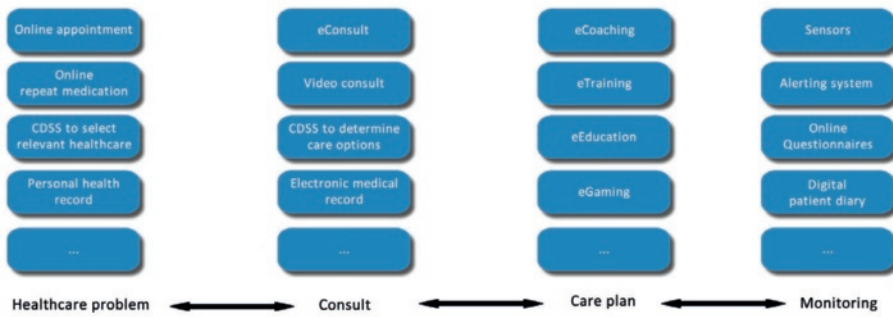 Online appointment
Online
repeat medication
CDSS to select
relevant healthcare
Personal health
record
...
Healthcare problem
eConsult
Video consult
CDSS to determine
care options
Electronic medical
record
...
Consult
eCoaching
eTraining
eEducation
eGaming
...
Care plan
Sensors
Alerting system
Online
Questionnaires
Digital
patient diary
...
Monitoring